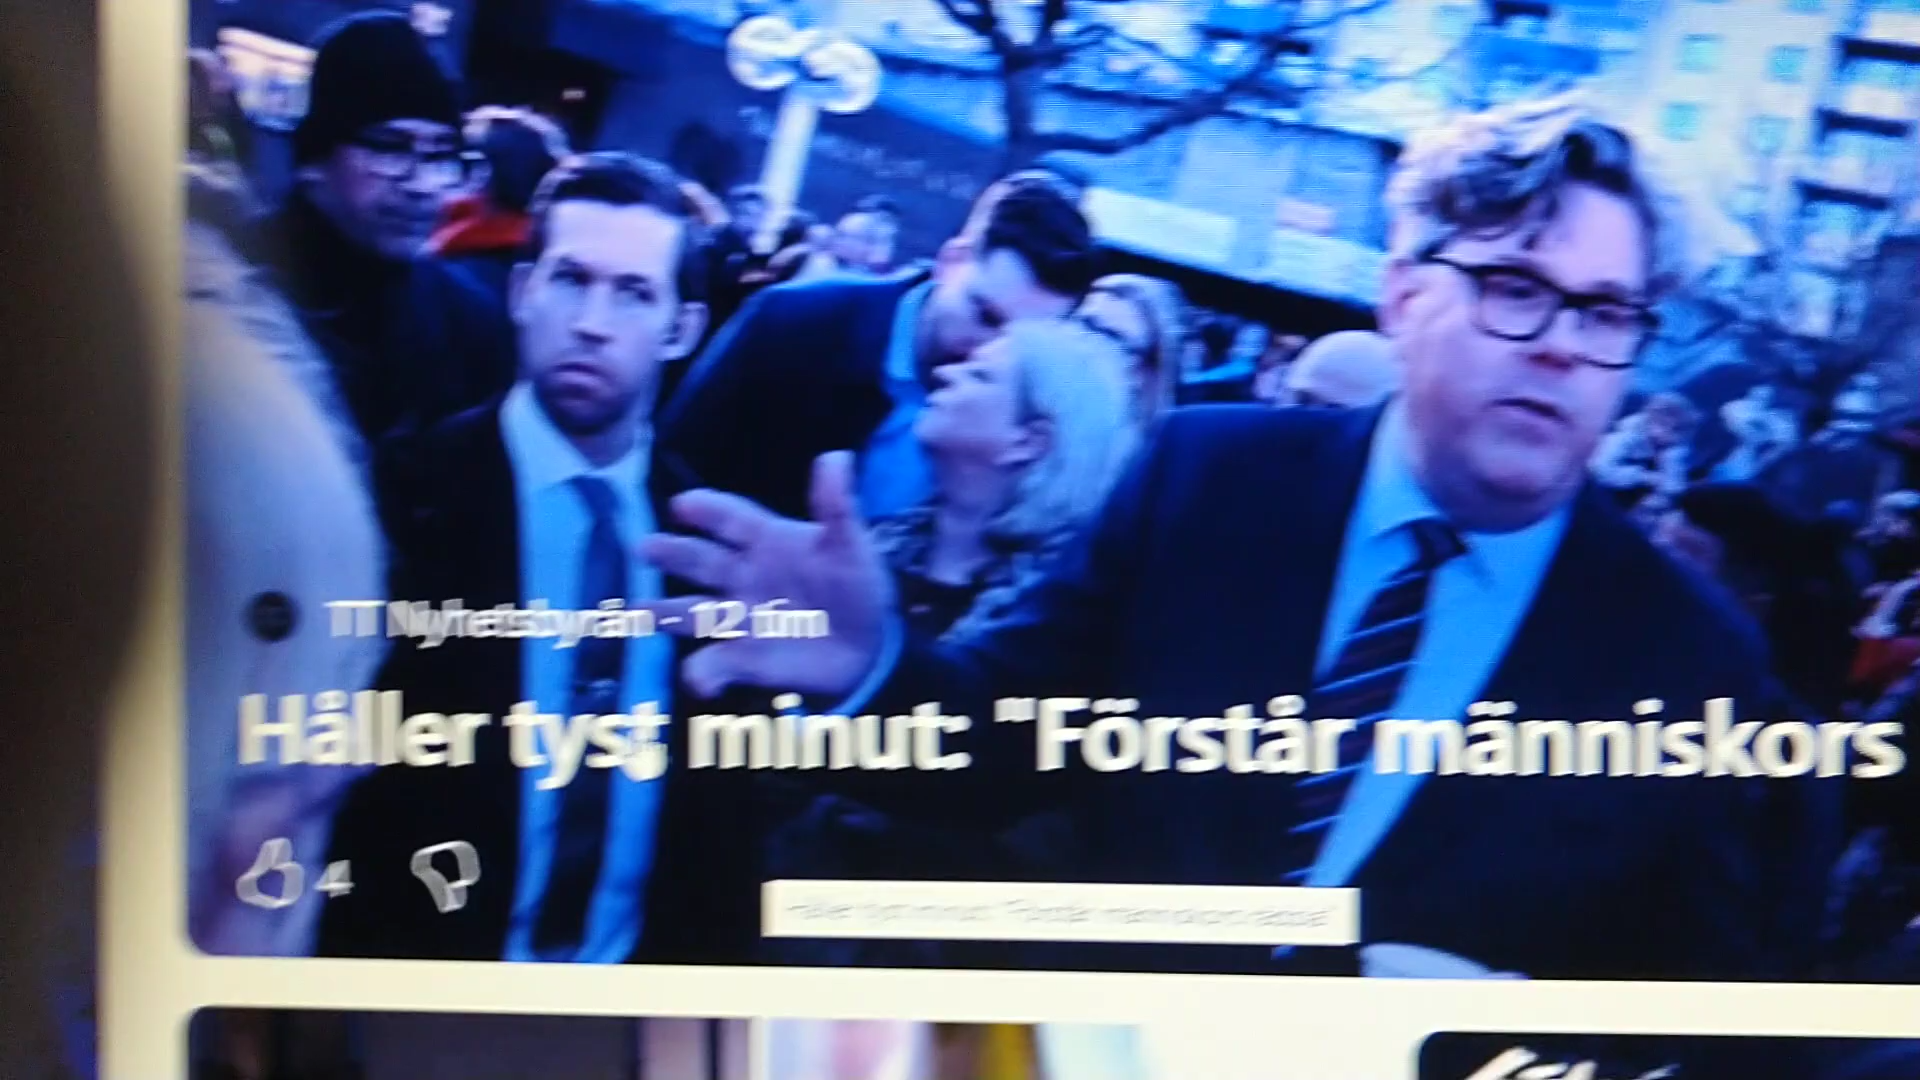 TT Nyhetsbyrån - 12 tim
Håller tyst minut: "Förstår människors
4